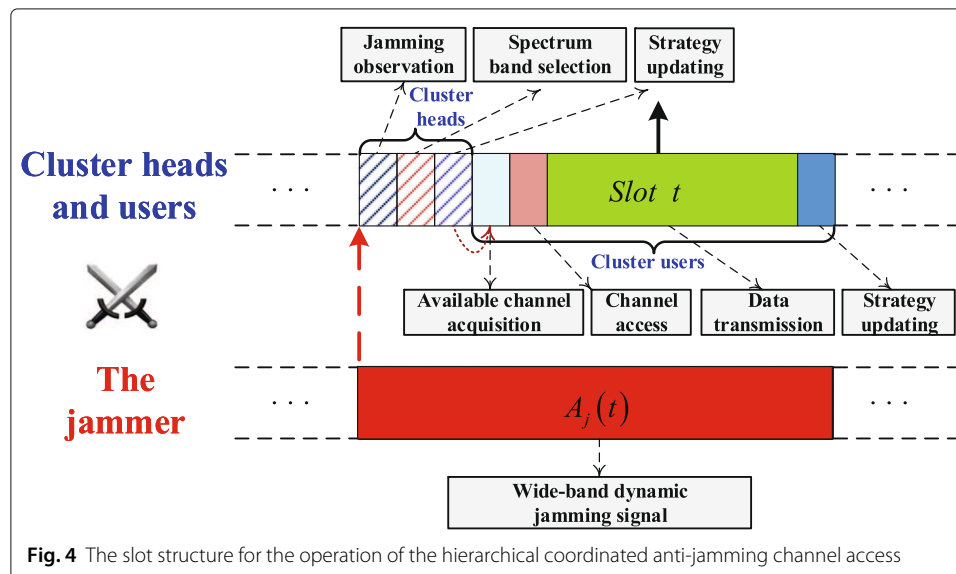 Jamming
observation
Spectrum
band selection
Strategy
updating
Cluster
heads
Cluster heads
and users
. . .
Slot t
. . .
Cluster users
Available channel
acquisition
Channel
access
Data
transmission
Strategy
updating
The
jammer
. . .
A_j(t)
. . .
Wide-band dynamic
jamming signal
Fig. 4 The slot structure for the operation of the hierarchical coordinated anti-jamming channel access